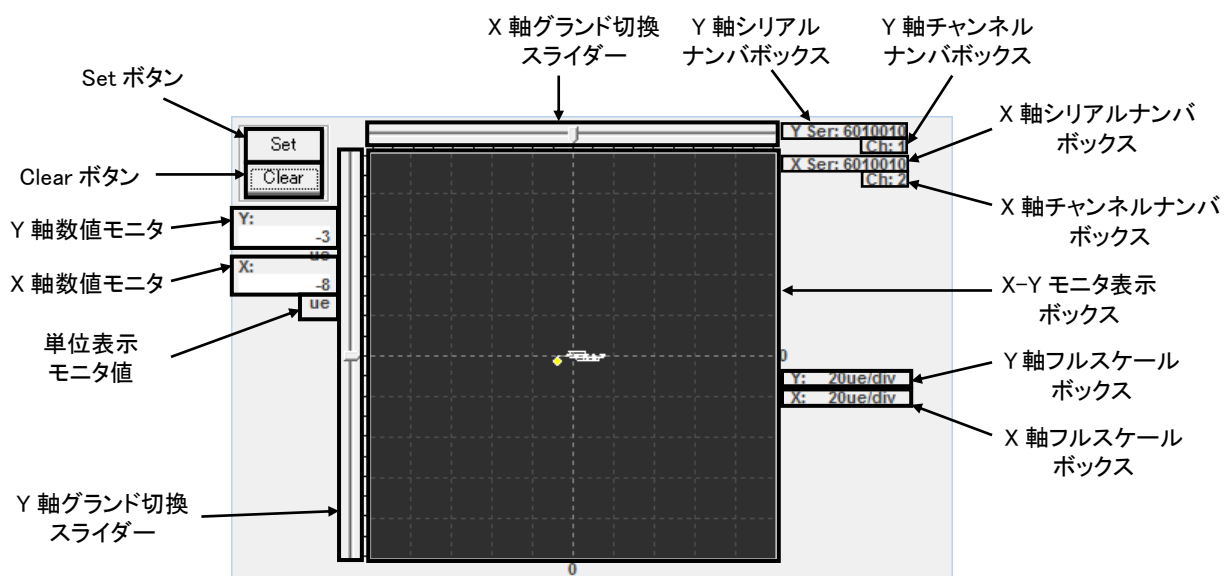 X 軸グランド切換
スライダー
Y 軸シリアル
ナンバボックス
Y 軸チャンネル
ナンバボックス
Set ボタン
X 軸シリアルナンバ
ボックス
Y Ser: 6010010
Ch: 1
Set
X Ser: 6010010
Clear ボタン
Clear
Ch: 2
X 軸チャンネルナンバ
ボックス
Y 軸数値モニタ
Y:
-3
ue
X 軸数値モニタ
X:
-8
ue
X-Y モニタ表示
ボックス
単位表示
モニタ値
0
Y 軸フルスケール
ボックス
Y: 20ue/div
X: 20ue/div
X 軸フルスケール
ボックス
Y 軸グランド切換
スライダー
0